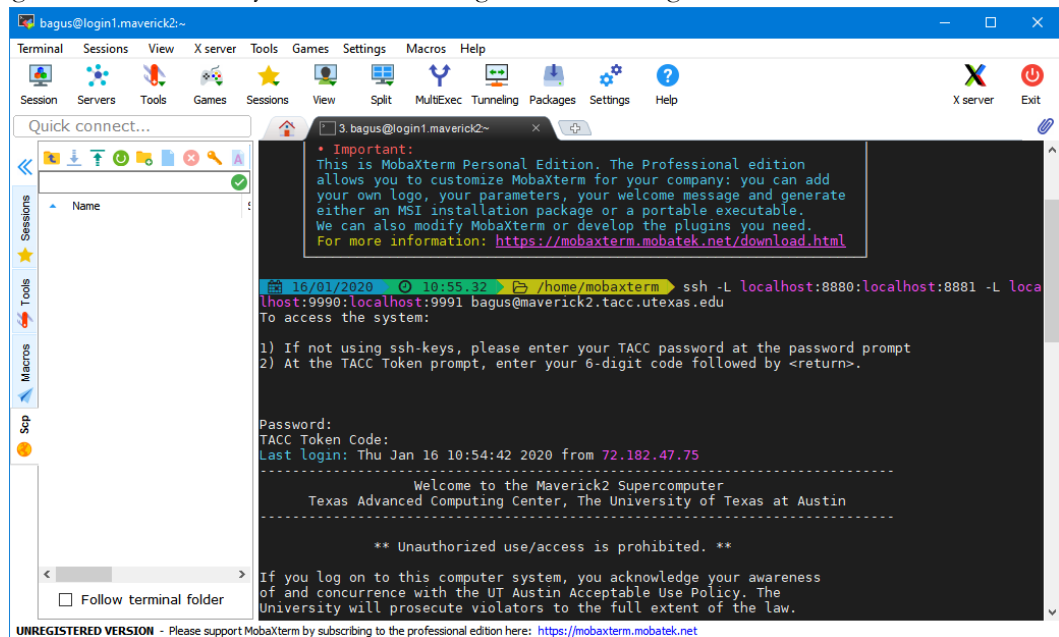 bagus@login1.maverick2:~
Terminal Sessions View X server Tools Games Settings Macros Help
Session Servers Tools Games Sessions View Split MultiExec Tunneling Packages Settings Help X server Exit
Quick connect...
3. bagus@login1.maverick2:~
Name
Sessions
Tools
Macros
Scp
• Important:
This is MobaXterm Personal Edition. The Professional edition
allows you to customize MobaXterm for your company: you can add
your own logo, your parameters, your welcome message and generate
either an MSI installation package or a portable executable.
We can also modify MobaXterm or develop the plugins you need.
For more information: https://mobaxterm.mobatek.net/download.html
16/01/2020 10:55.32 /home/mobaxterm ssh -L localhost:8880:localhost:8881 -L loca
lhost:9990:localhost:9991 bagus@maverick2.tacc.utexas.edu
To access the system:
1) If not using ssh-keys, please enter your TACC password at the password prompt
2) At the TACC Token prompt, enter your 6-digit code followed by <return>.
Password:
TACC Token Code:
Last login: Thu Jan 16 10:54:42 2020 from 72.182.47.75
------------------------------------------------------------------------------
Welcome to the Maverick2 Supercomputer
Texas Advanced Computing Center, The University of Texas at Austin
------------------------------------------------------------------------------
** Unauthorized use/access is prohibited. **
If you log on to this computer system, you acknowledge your awareness
of and concurrence with the UT Austin Acceptable Use Policy. The
University will prosecute violators to the full extent of the law.
Follow terminal folder
UNREGISTERED VERSION - Please support MobaXterm by subscribing to the professional edition here: https://mobaxterm.mobatek.net